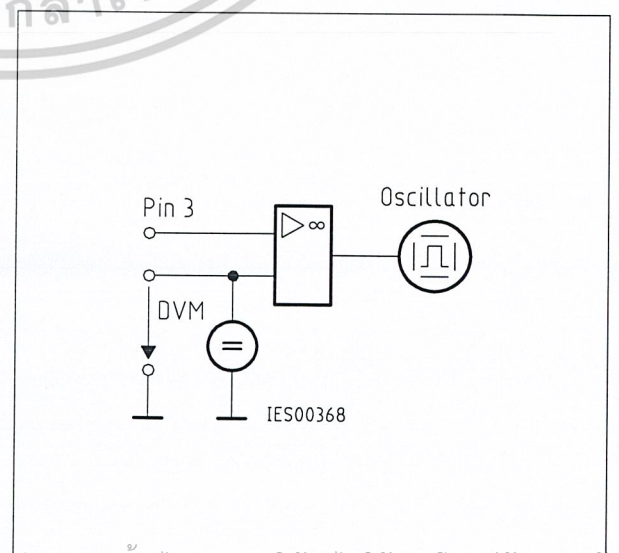 Pin 3
Oscillator
▷ ∞
DVM
=
IES00368